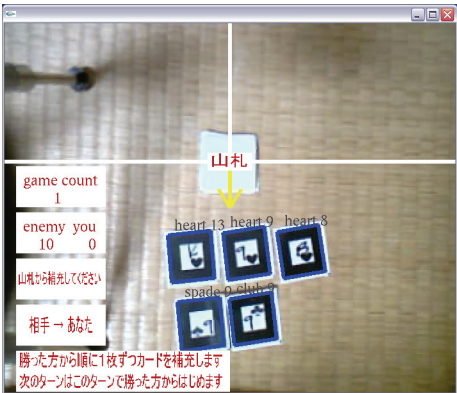 山札
game count
1
enemy you
10 0
山札から補充してください
相手 → あなた
heart 13 heart 9 heart 8
spade 9 club 9
勝った方から順に1枚ずつカードを補充します
次のターンはこのターンで勝った方からはじめます